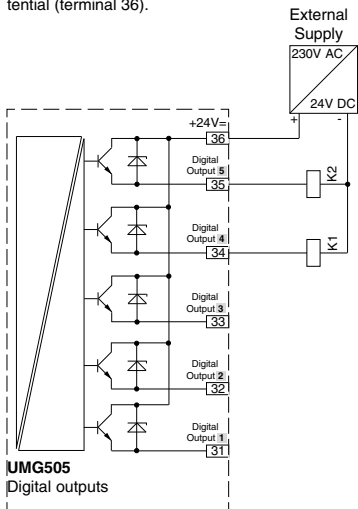 tential (terminal 36).
External
Supply
230V AC
24V DC
+ -
+24V=
36
Digital
Output 5
35
K2
Digital
Output 4
34
K1
Digital
Output 3
33
Digital
Output 2
32
Digital
Output 1
31
UMG505
Digital outputs